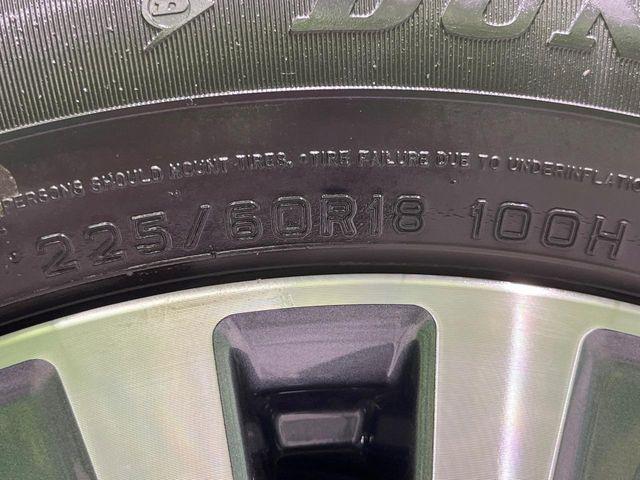 DUN
PERSONS SHOULD MOUNT TIRES. •TIRE FAILURE DUE TO UNDERINFLATIO
• 225/60R18 100H